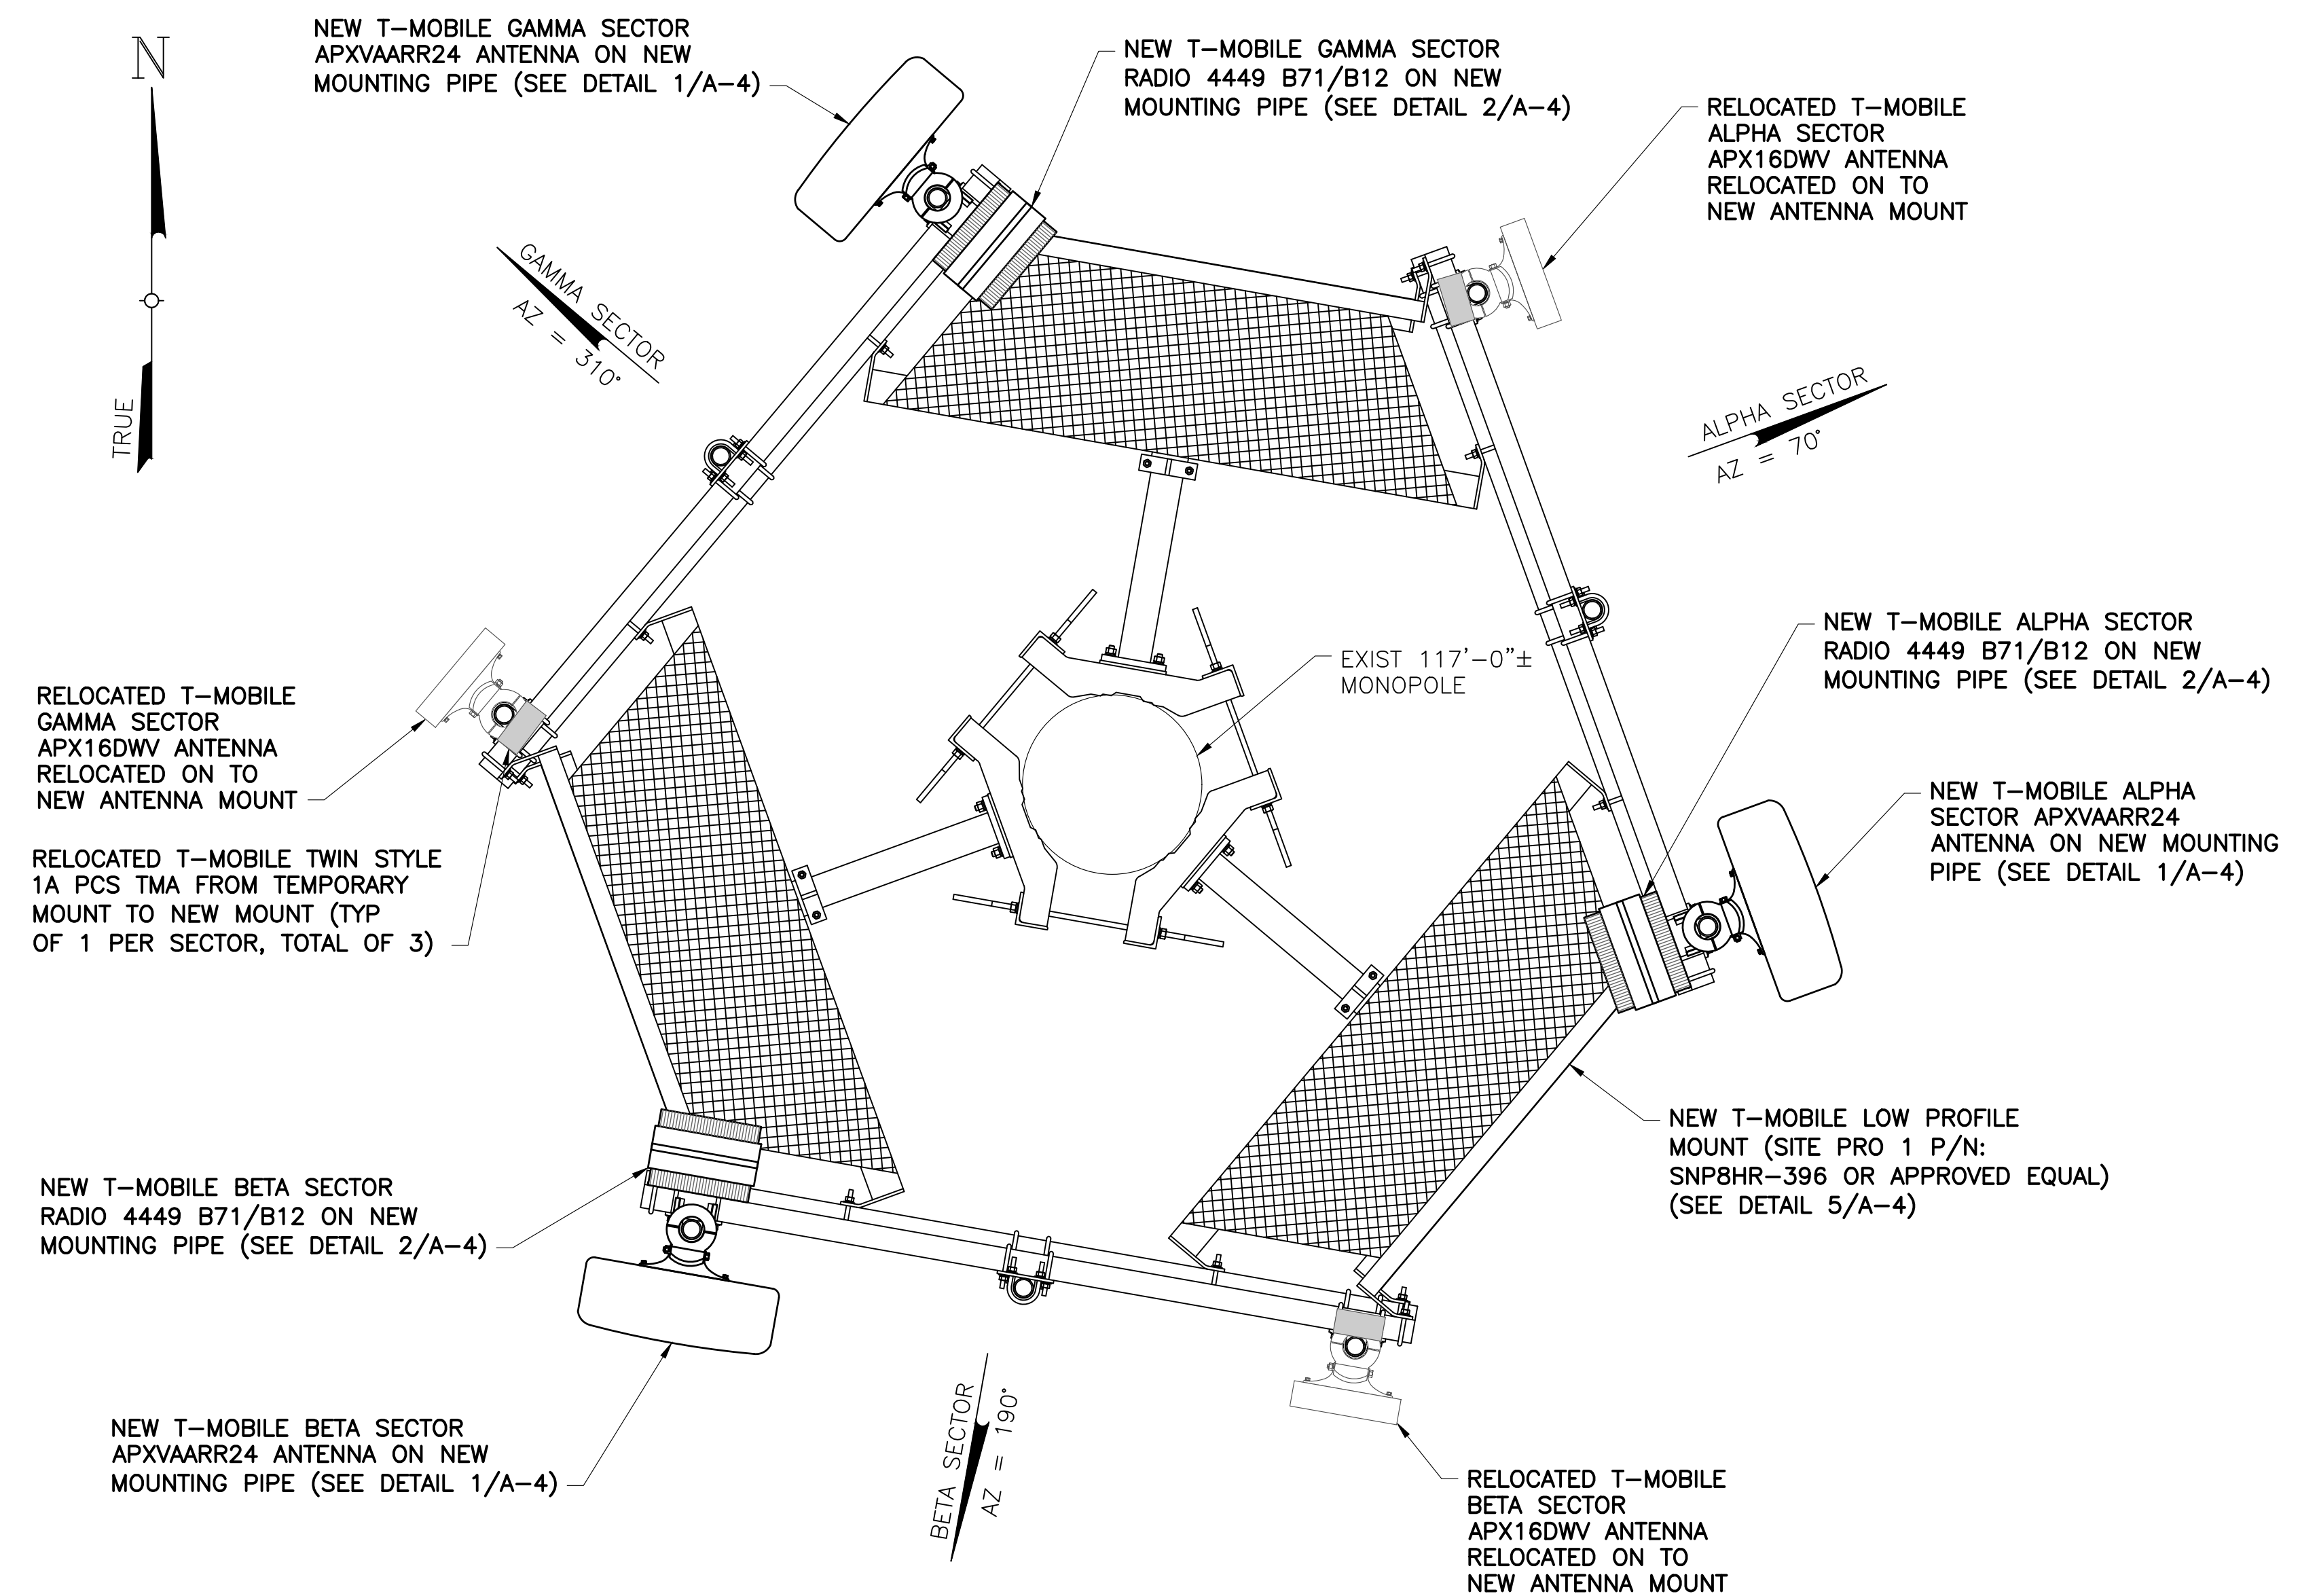 N
TRUE
NEW T-MOBILE GAMMA SECTOR
APXVAARR24 ANTENNA ON NEW
MOUNTING PIPE (SEE DETAIL 1/A-4)
NEW T-MOBILE GAMMA SECTOR
RADIO 4449 B71/B12 ON NEW
MOUNTING PIPE (SEE DETAIL 2/A-4)
RELOCATED T-MOBILE
ALPHA SECTOR
APX16DWV ANTENNA
RELOCATED ON TO
NEW ANTENNA MOUNT
GAMMA SECTOR
AZ = 310°
ALPHA SECTOR
AZ = 70°
EXIST 117'-0"±
MONOPOLE
NEW T-MOBILE ALPHA SECTOR
RADIO 4449 B71/B12 ON NEW
MOUNTING PIPE (SEE DETAIL 2/A-4)
RELOCATED T-MOBILE
GAMMA SECTOR
APX16DWV ANTENNA
RELOCATED ON TO
NEW ANTENNA MOUNT
NEW T-MOBILE ALPHA
SECTOR APXVAARR24
ANTENNA ON NEW MOUNTING
PIPE (SEE DETAIL 1/A-4)
RELOCATED T-MOBILE TWIN STYLE
1A PCS TMA FROM TEMPORARY
MOUNT TO NEW MOUNT (TYP
OF 1 PER SECTOR, TOTAL OF 3)
NEW T-MOBILE LOW PROFILE
MOUNT (SITE PRO 1 P/N:
SNP8HR-396 OR APPROVED EQUAL)
(SEE DETAIL 5/A-4)
NEW T-MOBILE BETA SECTOR
RADIO 4449 B71/B12 ON NEW
MOUNTING PIPE (SEE DETAIL 2/A-4)
NEW T-MOBILE BETA SECTOR
APXVAARR24 ANTENNA ON NEW
MOUNTING PIPE (SEE DETAIL 1/A-4)
BETA SECTOR
AZ = 190°
RELOCATED T-MOBILE
BETA SECTOR
APX16DWV ANTENNA
RELOCATED ON TO
NEW ANTENNA MOUNT